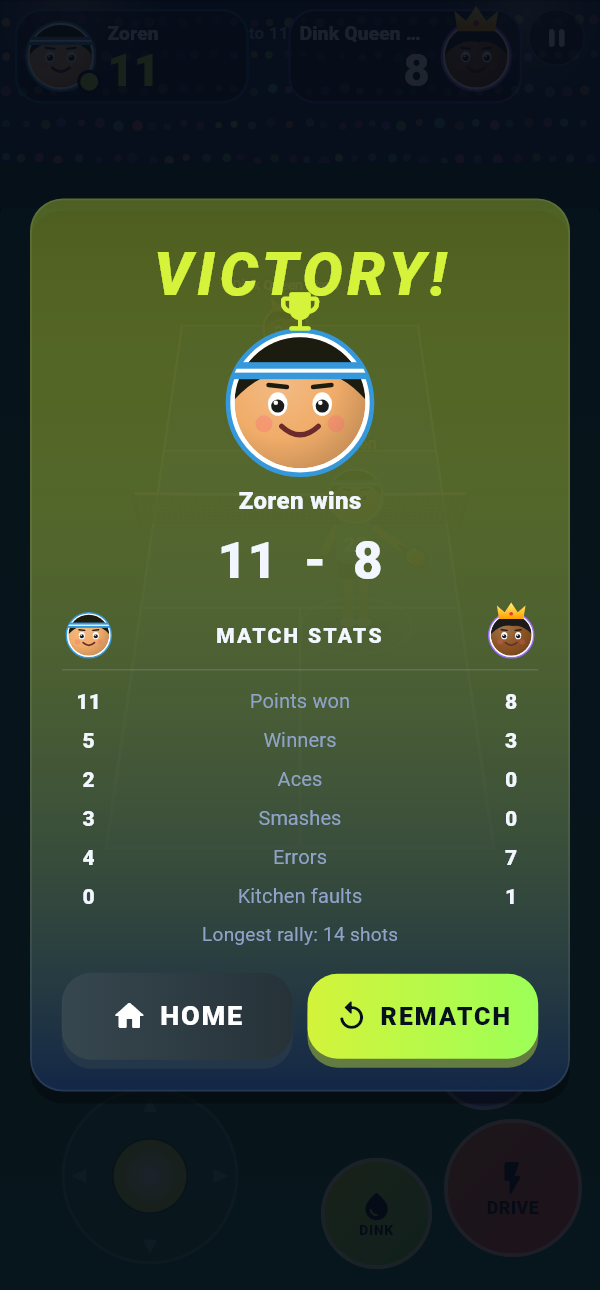 Zoren
to 11
Dink Queen ...
11
8
VICTORY!
Zoren wins
11 - 8
MATCH STATS
11 Points won 8
5 Winners 3
2 Aces 0
3 Smashes 0
4 Errors 7
0 Kitchen faults 1
Longest rally: 14 shots
HOME
REMATCH
DINK
DRIVE